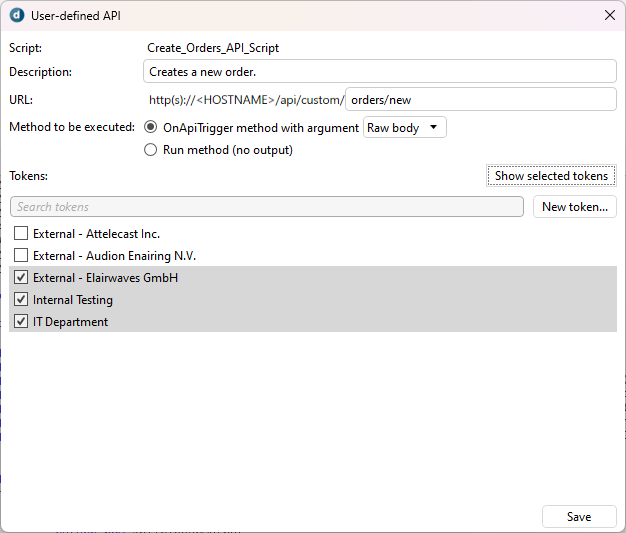 User-defined API
Script: Create_Orders_API_Script
Description: Creates a new order.
URL: http(s)://<HOSTNAME>/api/custom/ orders/new
Method to be executed: OnApiTrigger method with argument Raw body
Run method (no output)
Tokens: Show selected tokens
Search tokens New token...
External - Attelecast Inc.
External - Audion Enairing N.V.
External - Elairwaves GmbH
Internal Testing
IT Department
Save